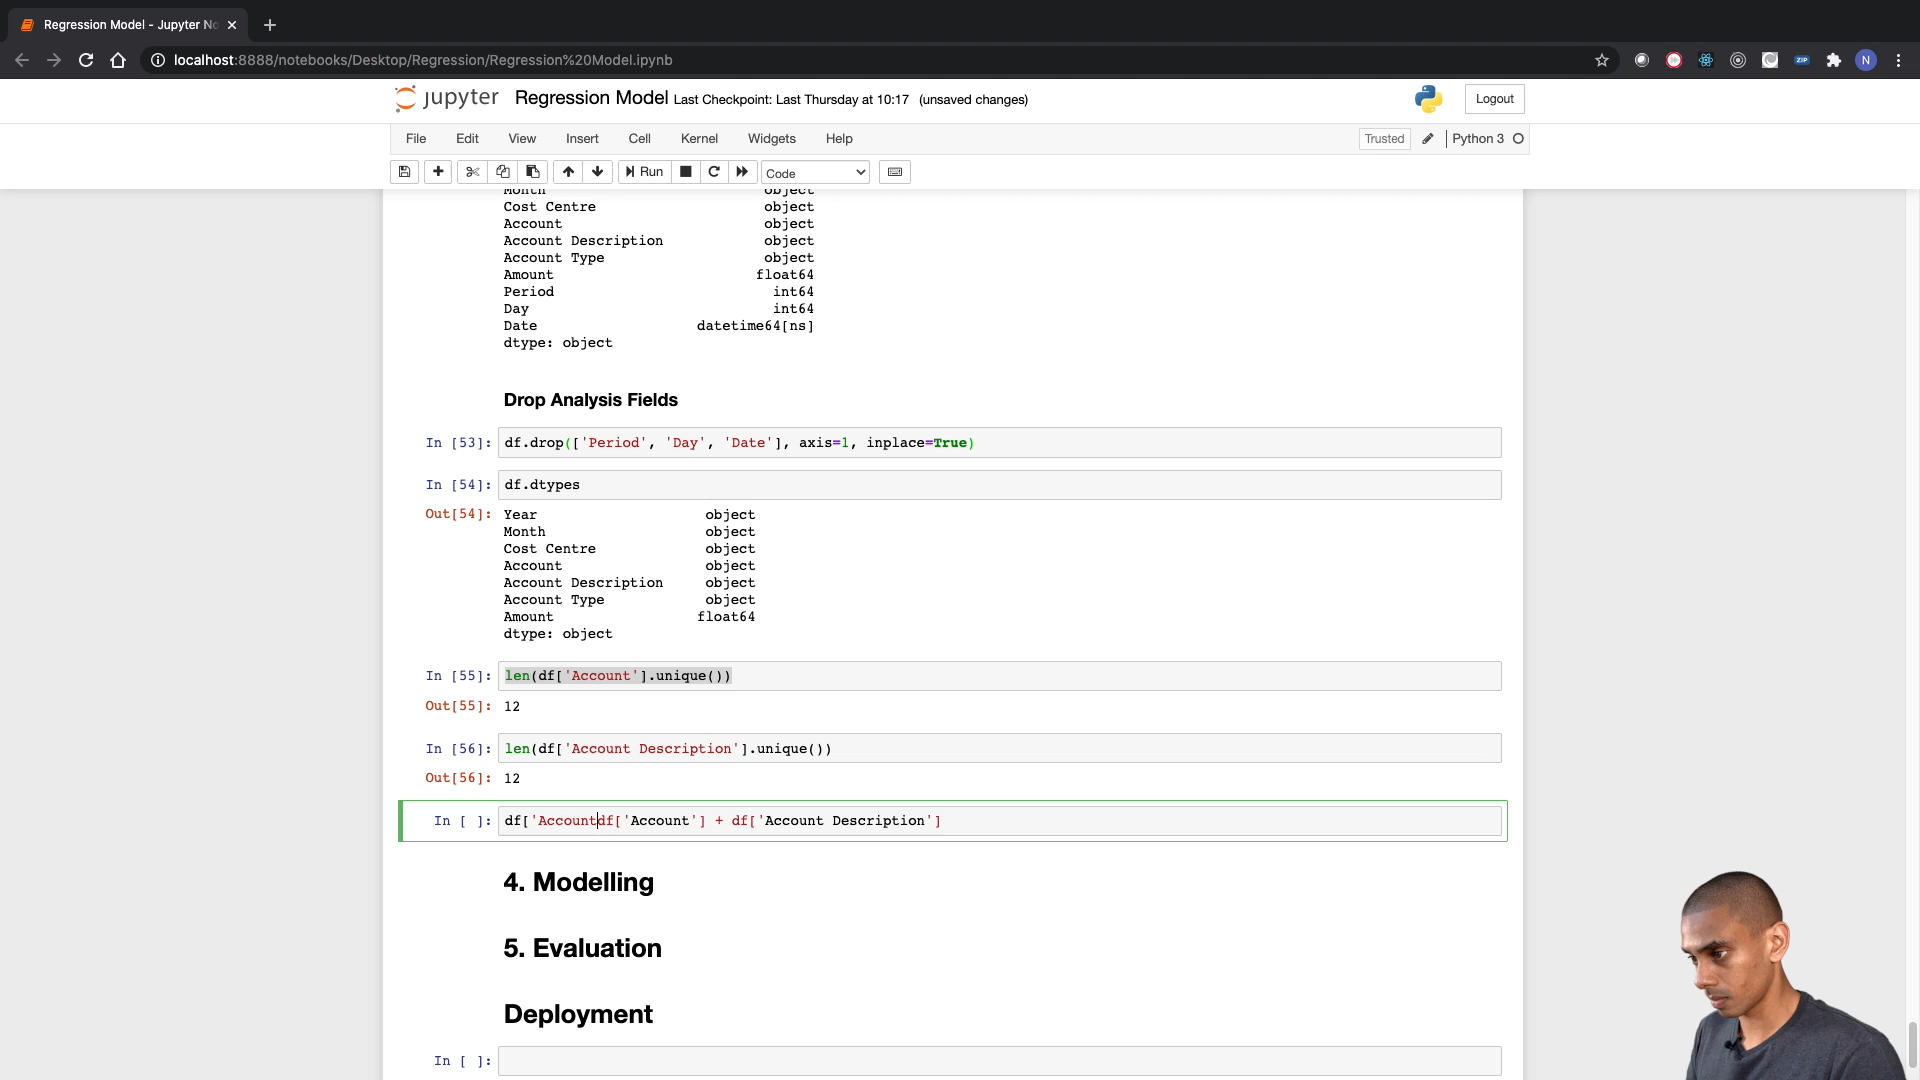 Regression Model - Jupyter No
localhost:8888/notebooks/Desktop/Regression/Regression%20Model.ipynb
ZIP
N
jupyter Regression Model Last Checkpoint: Last Thursday at 10:17 (unsaved changes)
Logout
File Edit View Insert Cell Kernel Widgets Help
Trusted Python 3
Run Code
Month object
Cost Centre object
Account object
Account Description object
Account Type object
Amount float64
Period int64
Day int64
Date datetime64[ns]
dtype: object
Drop Analysis Fields
In [53]: df.drop(['Period', 'Day', 'Date'], axis=1, inplace=True)
In [54]: df.dtypes
Out[54]: Year object
Month object
Cost Centre object
Account object
Account Description object
Account Type object
Amount float64
dtype: object
In [55]: len(df['Account'].unique())
Out[55]: 12
In [56]: len(df['Account Description'].unique())
Out[56]: 12
In [ ]: df['Accountdf['Account'] + df['Account Description']
4. Modelling
5. Evaluation
Deployment
In [ ]: